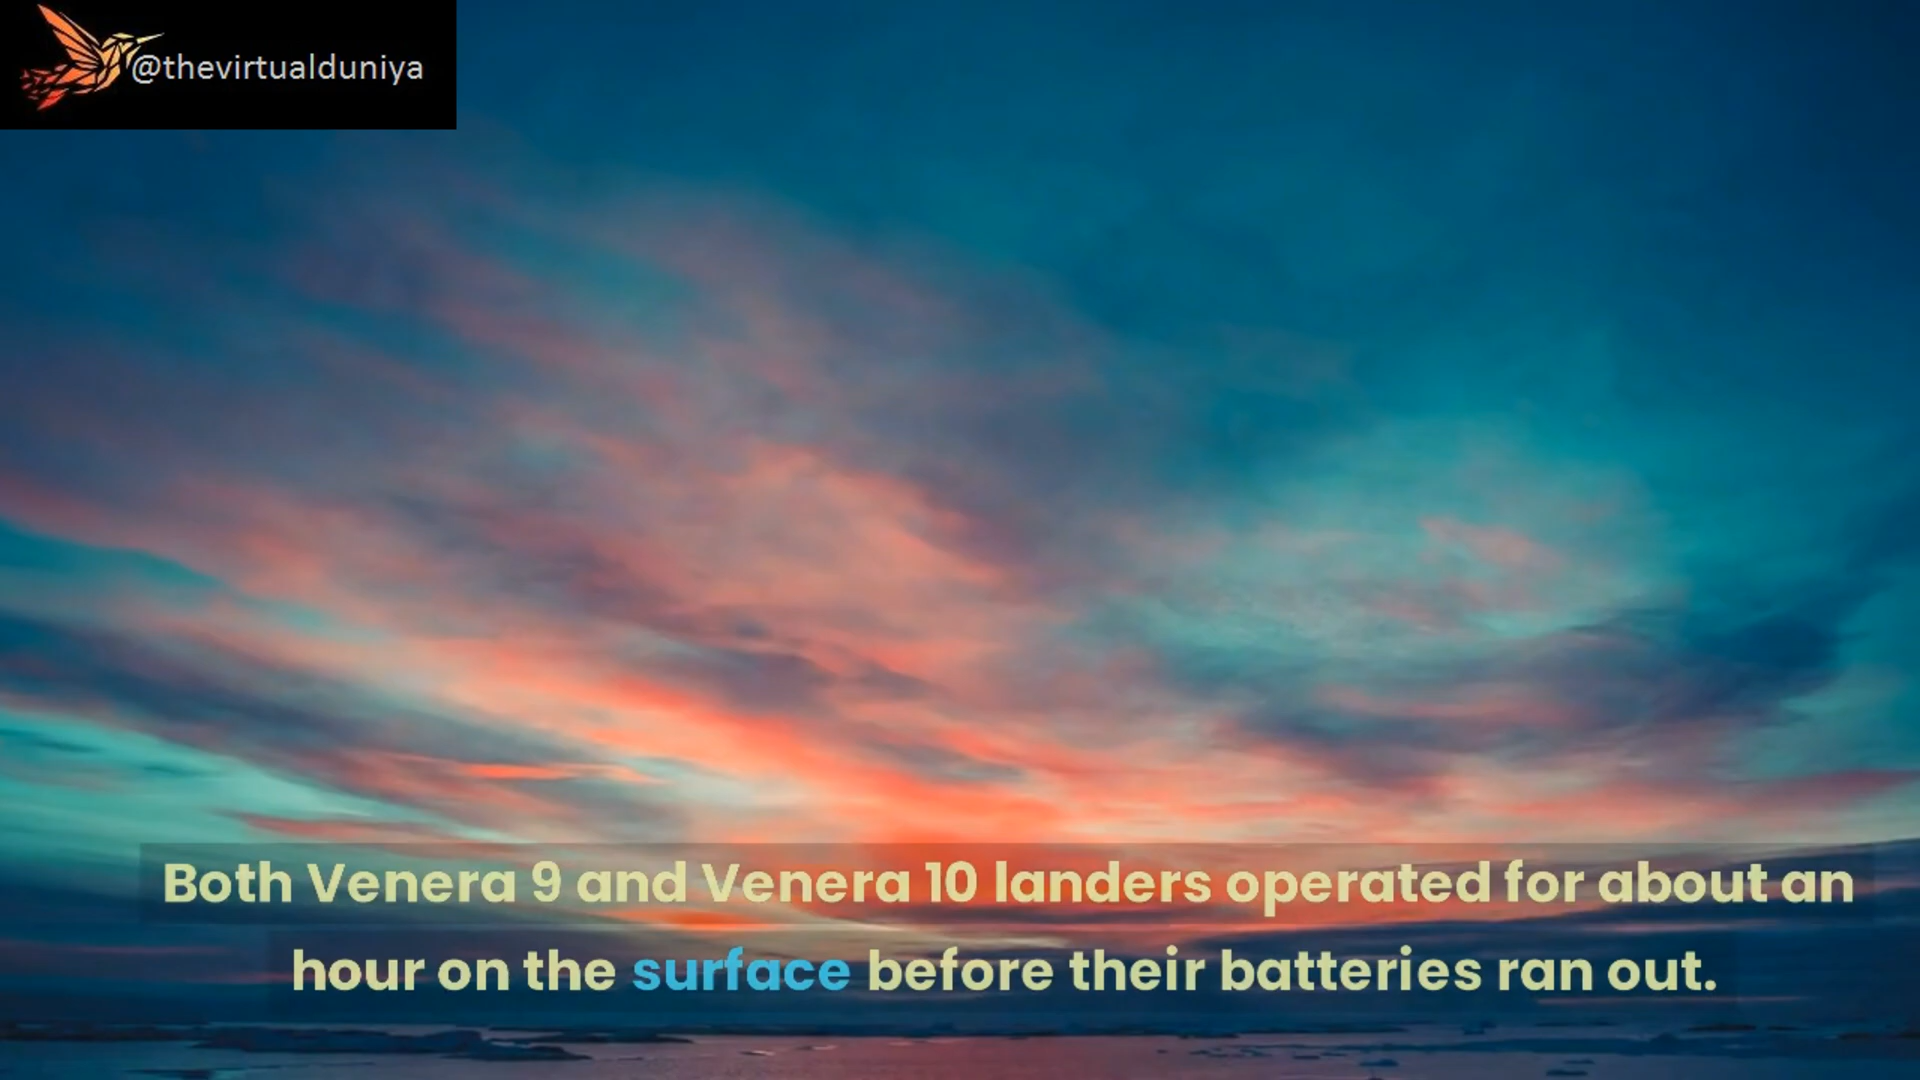 @thevirtualduniya
Both Venera 9 and Venera 10 landers operated for about an
hour on the surface before their batteries ran out.